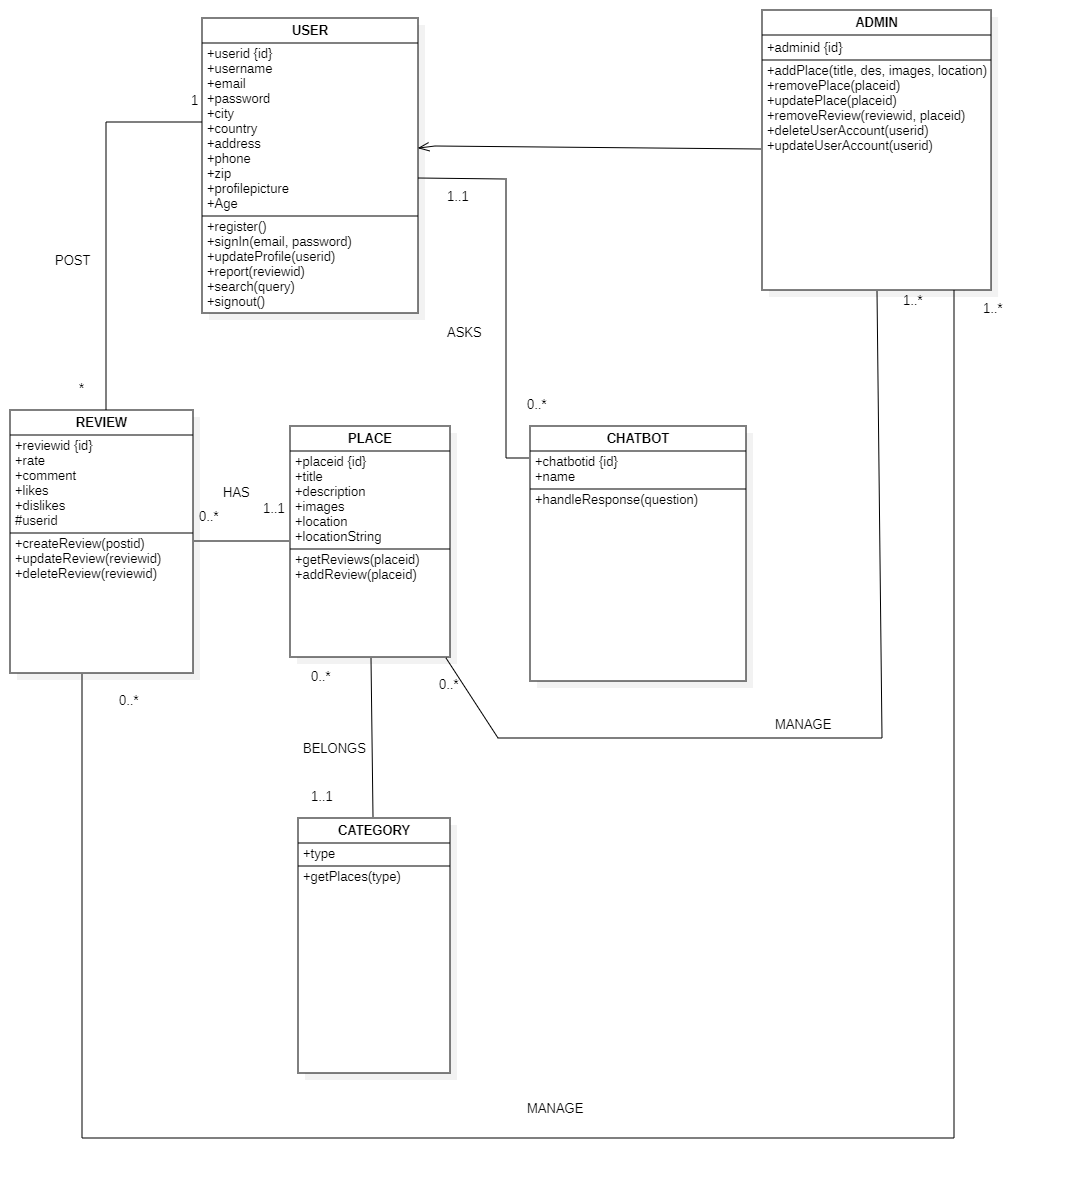 USER
+userid {id}
+username
+email
+password
+city
+country
+address
+phone
+zip
+profilepicture
+Age
+register()
+signIn(email, password)
+updateProfile(userid)
+report(reviewid)
+search(query)
+signout()
ADMIN
+adminid {id}
+addPlace(title, des, images, location)
+removePlace(placeid)
+updatePlace(placeid)
+removeReview(reviewid, placeid)
+deleteUserAccount(userid)
+updateUserAccount(userid)
1
1..1
POST
1..*
1..*
ASKS
*
0..*
REVIEW
+reviewid {id}
+rate
+comment
+likes
+dislikes
#userid
+createReview(postid)
+updateReview(reviewid)
+deleteReview(reviewid)
HAS
0..*
1..1
PLACE
+placeid {id}
+title
+description
+images
+location
+locationString
+getReviews(placeid)
+addReview(placeid)
CHATBOT
+chatbotid {id}
+name
+handleResponse(question)
0..*
0..*
0..*
MANAGE
BELONGS
1..1
CATEGORY
+type
+getPlaces(type)
MANAGE